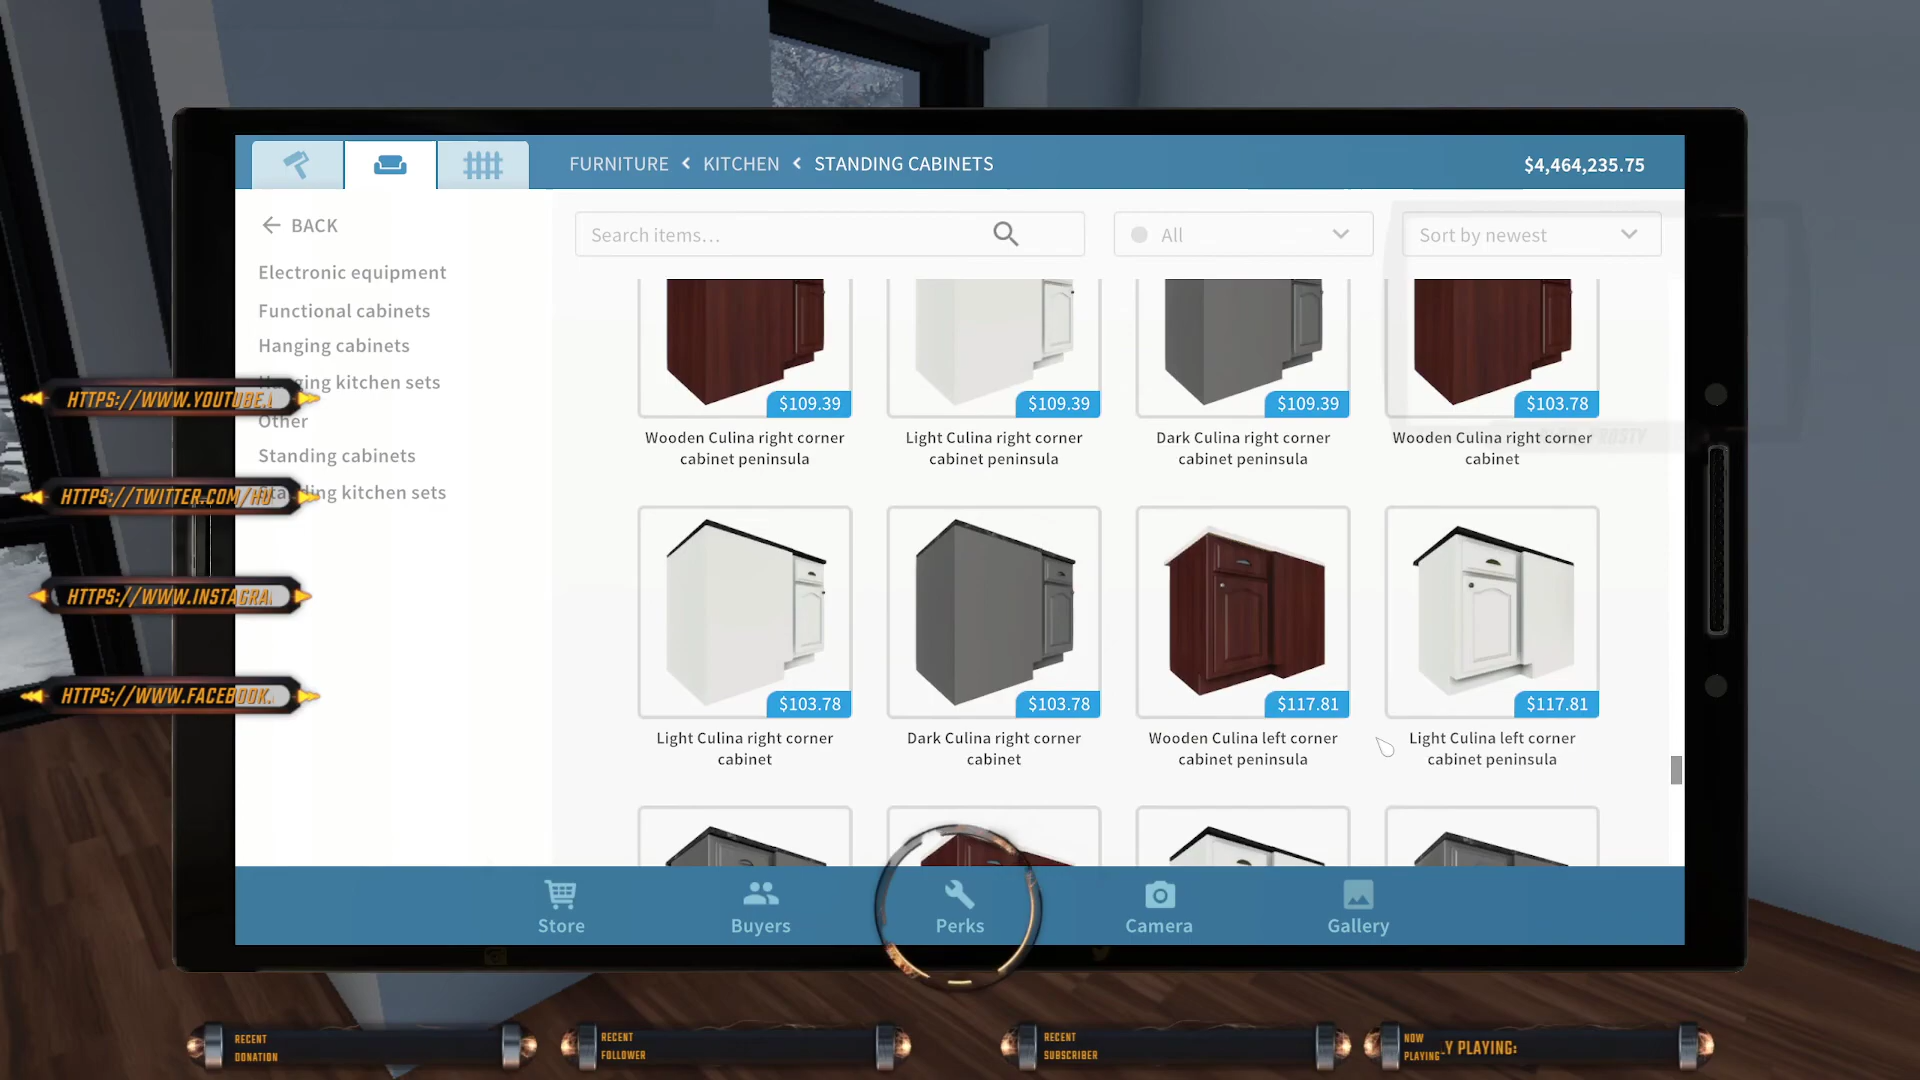 FURNITURE < KITCHEN < STANDING CABINETS
$4,464,235.75
BACK
Search items...
All
Sort by newest
Electronic equipment
Functional cabinets
Hanging cabinets
kitchen sets
Other
Standing cabinets
kitchen sets
HTTPS://WWW.YOUTUBE.
HTTPS://TWITTER.COM/HU
HTTPS://WWW.INSTAGRA
HTTPS://WWW.FACEBOOK.
$109.39
$109.39
$109.39
$103.78
Wooden Culina right corner
cabinet peninsula
Light Culina right corner
cabinet peninsula
Dark Culina right corner
cabinet peninsula
Wooden Culina right corner
cabinet
$103.78
$103.78
$117.81
$117.81
Light Culina right corner
cabinet
Dark Culina right corner
cabinet
Wooden Culina left corner
cabinet peninsula
Light Culina left corner
cabinet peninsula
Store
Buyers
Perks
Camera
Gallery
RECENT
DONATION
RECENT
FOLLOWER
RECENT
SUBSCRIBER
NOW
PLAYING
Y PLAYING: